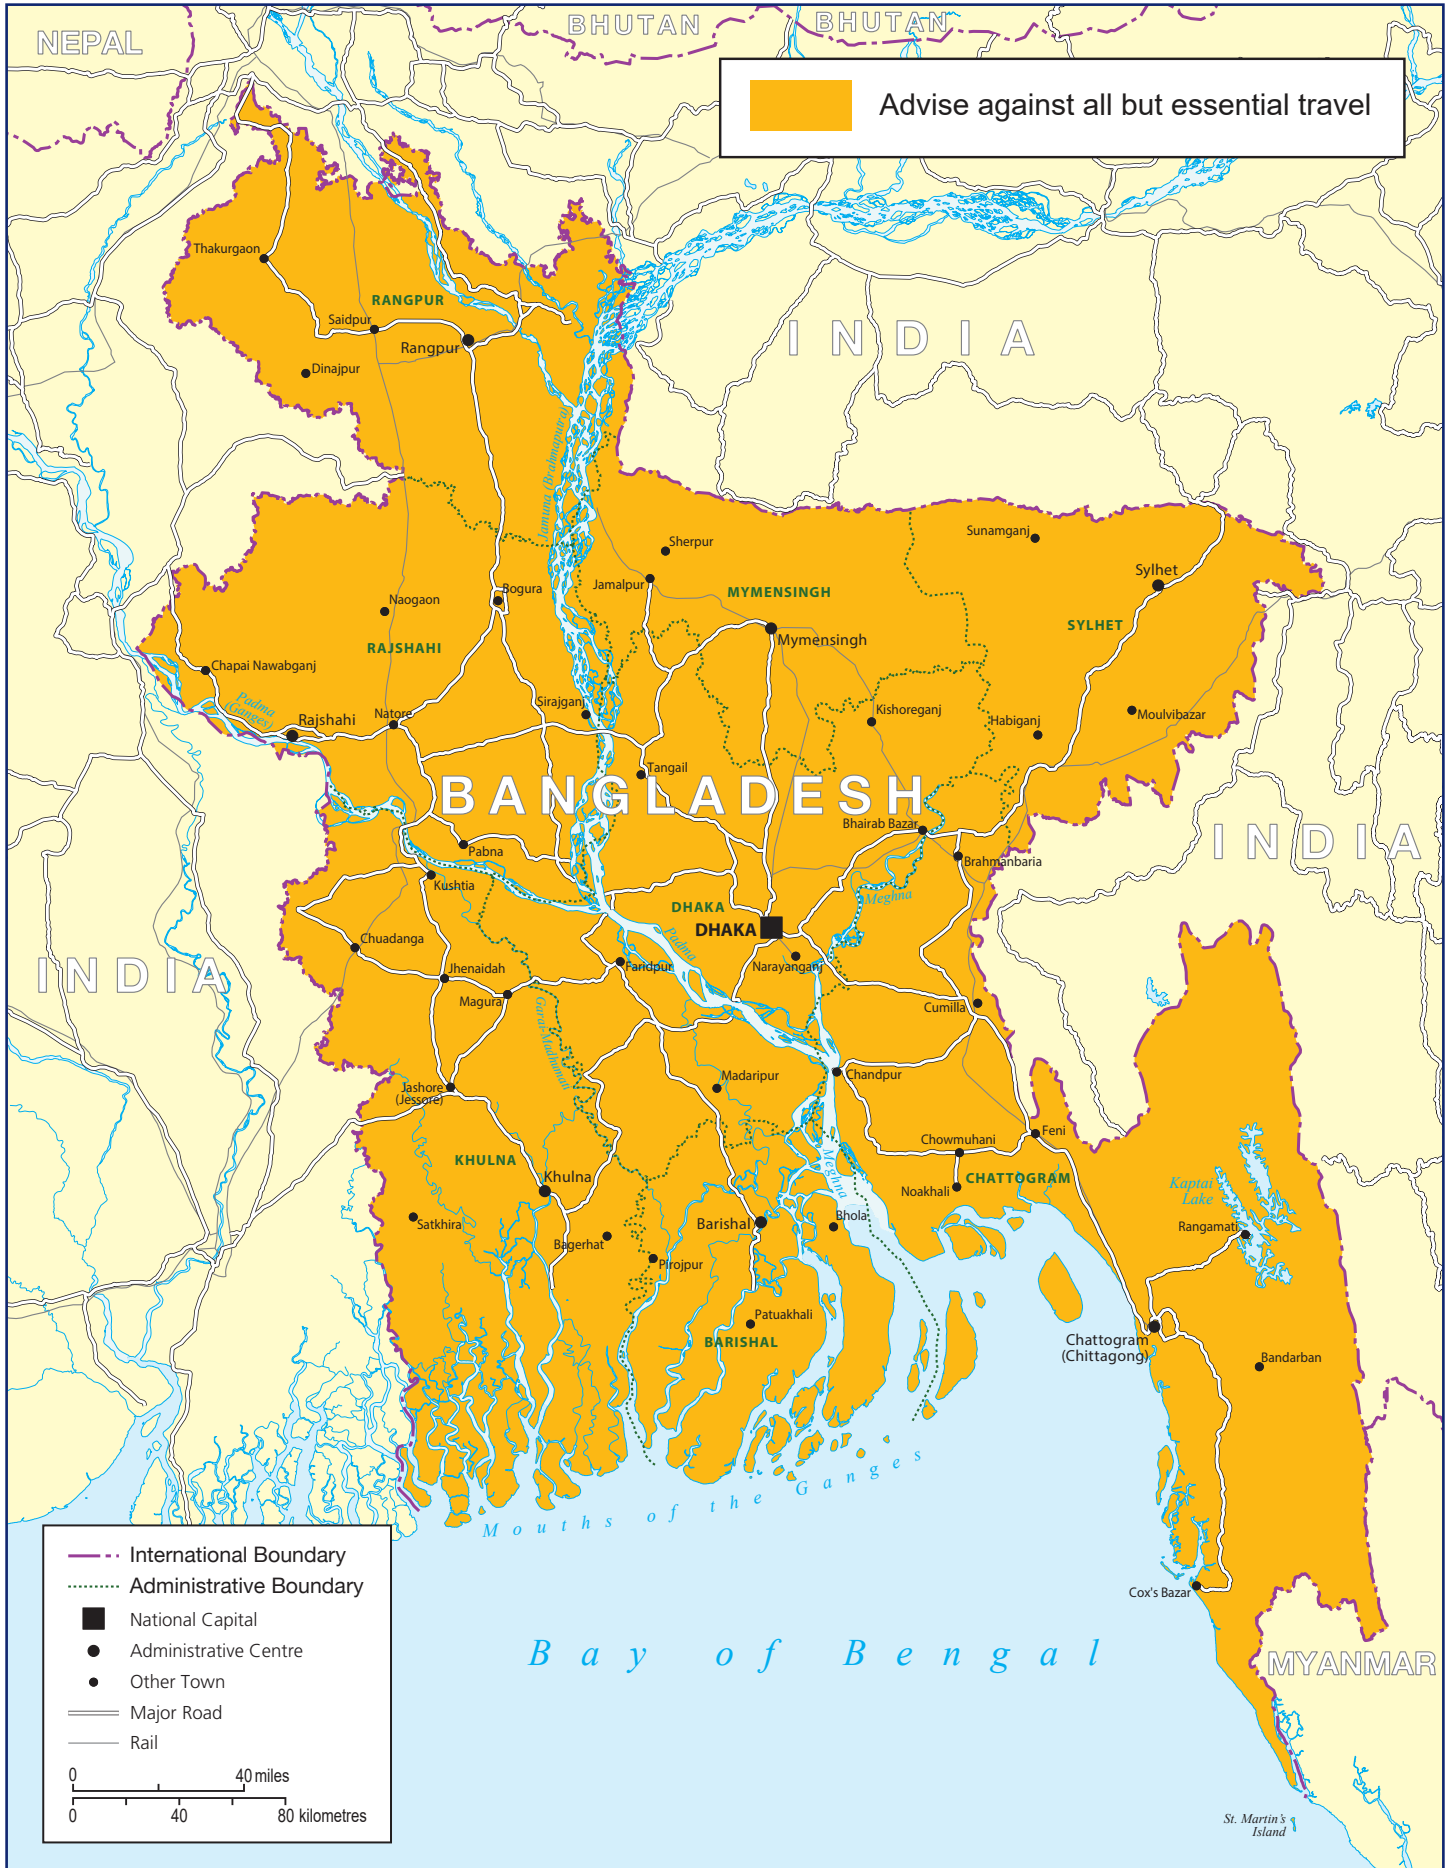 NEPAL
BHUTAN
BHUTAN
Advise against all but essential travel
Thakurgaon
RANGPUR
Saidpur
Rangpur
Dinajpur
INDIA
Jamuna (Brahmaputra)
Sunamganj
Sherpur
Sylhet
Jamalpur
Bogura
MYMENSINGH
Naogaon
SYLHET
Mymensingh
RAJSHAHI
Chapai Nawabganj
Padma
(Ganges)
Sirajganj
Kishoreganj
Natore
Rajshahi
Habiganj
Moulvibazar
Tangail
BANGLADESH
Bhairab Bazar
INDIA
Pabna
Brahmanbaria
Kushtia
Meghna
DHAKA
DHAKA
Chuadanga
Padma
Narayanganj
Faridpur
Jhenaidah
INDIA
Magura
Garai-Madhumati
Cumilla
Chandpur
Madaripur
Jashore
(Jessore)
Feni
Chowmuhani
KHULNA
Meghna
Khulna
CHATTOGRAM
Kaptai
Lake
Noakhali
Bhola
Satkhira
Barishal
Rangamati
Bagerhat
Pirojpur
Patuakhali
BARISHAL
Chattogram
(Chittagong)
Bandarban
Mouths of the Ganges
International Boundary
Administrative Boundary
National Capital
Administrative Centre
Other Town
Major Road
Rail
0 40 miles
0 40 80 kilometres
Cox's Bazar
Bay of Bengal
MYANMAR
St. Martin's
Island